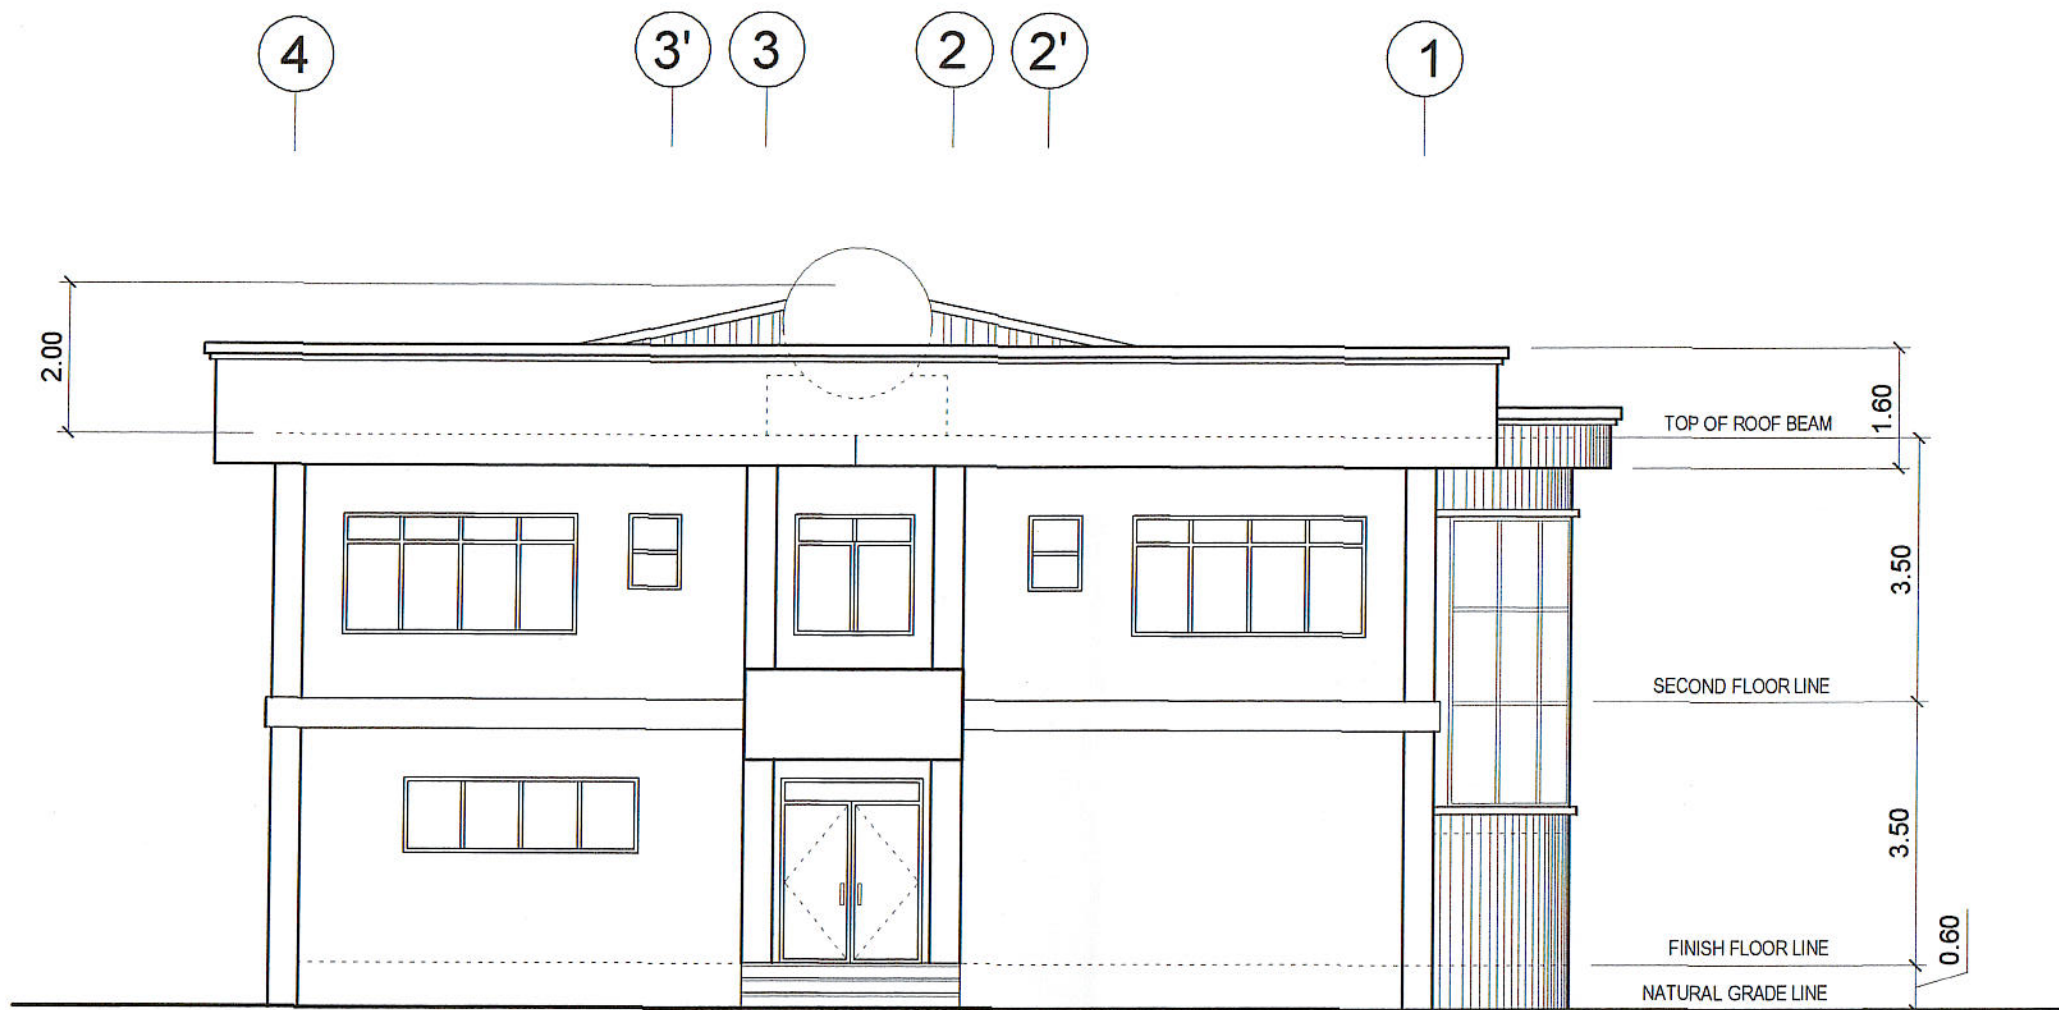 4
3'
3
2
2'
1
2.00
1.60
TOP OF ROOF BEAM
3.50
SECOND FLOOR LINE
3.50
FINISH FLOOR LINE
0.60
NATURAL GRADE LINE